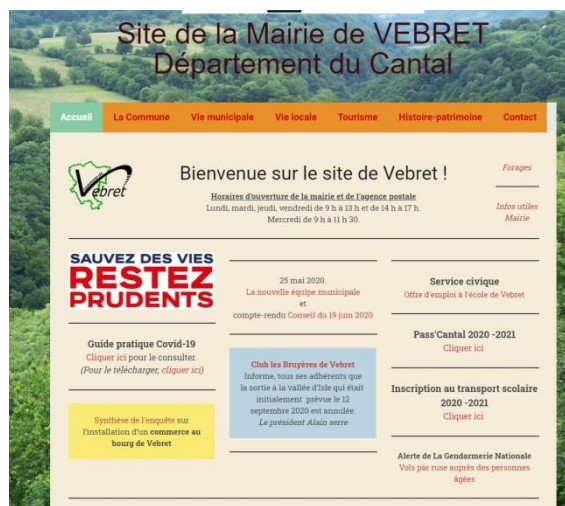 Site de la Mairie de VEBRET
Département du Cantal
Accueil La Commune Vie municipale Vie locale Tourisme Histoire-patrimoine Contact
Vebret
Bienvenue sur le site de Vebret !
Horaires d'ouverture de la mairie et de l'agence postale
Lundi, mardi, jeudi, vendredi de 9 h à 13 h et de 14 h à 17 h.
Mercredi de 9 h à 11 h 30.
Forages
Infos utiles
Mairie
SAUVEZ DES VIES
RESTEZ
PRUDENTS
Guide pratique Covid-19
Cliquer ici pour le consulter.
(Pour le télécharger, cliquer ici)
Synthèse de l'enquête sur
l'installation d'un commerce au
bourg de Vebret
25 mai 2020.
La nouvelle équipe municipale
et
compte-rendu Conseil du 19 juin 2020
Club les Bruyères de Vebret
Informe, tous ses adhérents que
la sortie à la vallée d'Isle qui était
initialement prévue le 12
septembre 2020 est annulée.
Le président Alain serre
Service civique
Offre d'emploi à l'école de Vebret
Pass'Cantal 2020 -2021
Cliquer ici
Inscription au transport scolaire
2020 -2021
Cliquer ici
Alerte de La Gendarmerie Nationale
Vols par ruse auprès des personnes
âgées